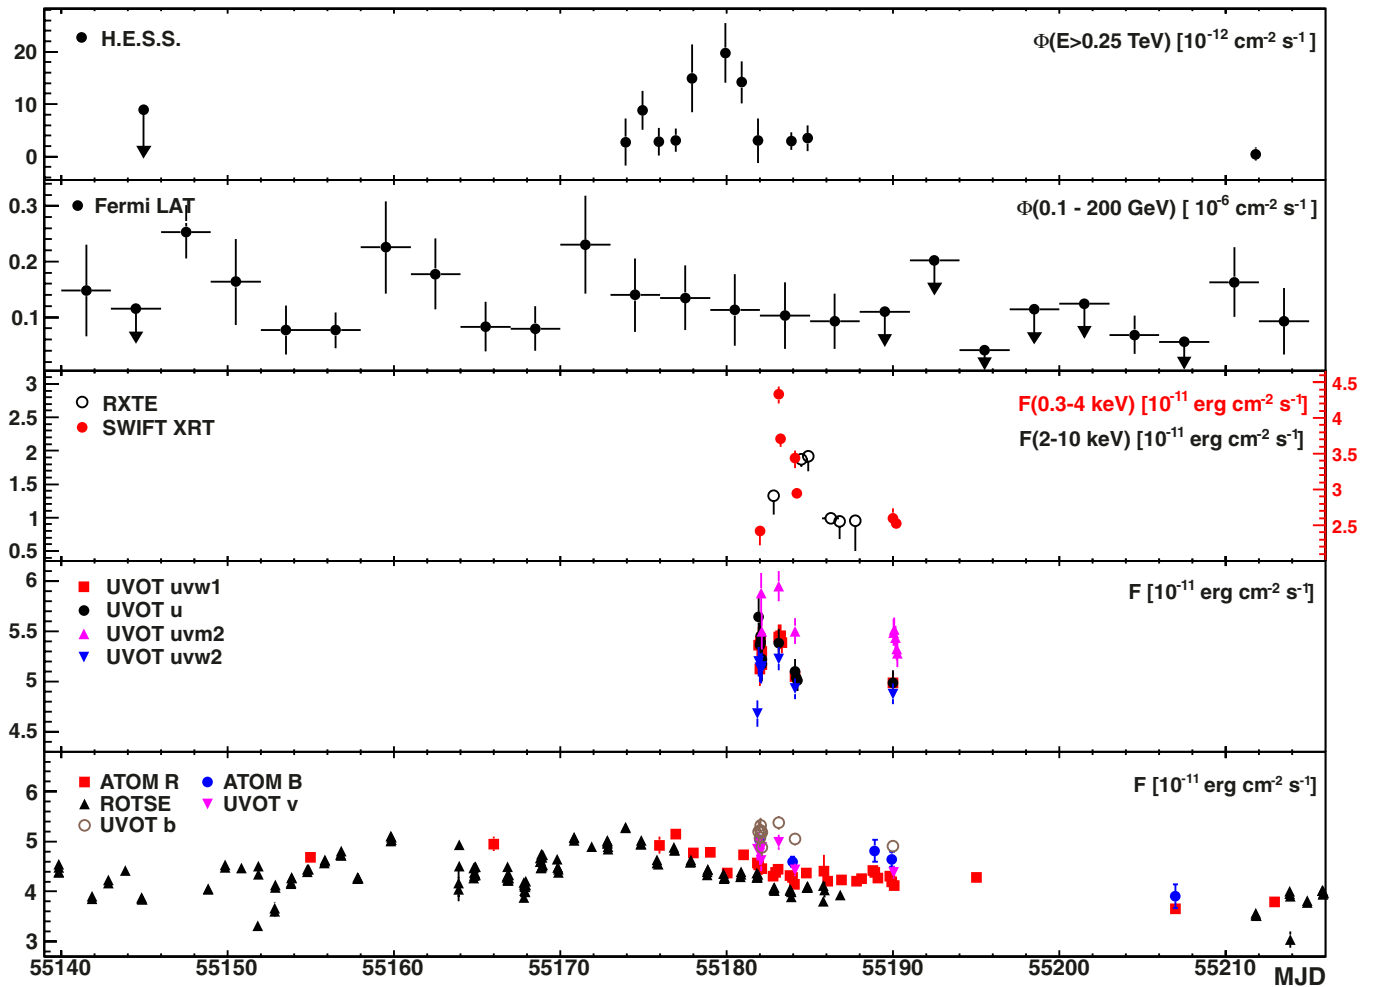 H.E.S.S.
Φ(E>0.25 TeV) [10⁻¹² cm⁻² s⁻¹ ]
20
10
0
Fermi LAT
Φ(0.1 - 200 GeV) [ 10⁻⁶ cm⁻² s⁻¹ ]
0.3
0.2
0.1
RXTE
SWIFT XRT
F(0.3-4 keV) [10⁻¹¹ erg cm⁻² s⁻¹]
F(2-10 keV) [10⁻¹¹ erg cm⁻² s⁻¹]
3
2.5
2
1.5
1
0.5
4.5
4
3.5
3
2.5
UVOT uvw1
UVOT u
UVOT uvm2
UVOT uvw2
F [10⁻¹¹ erg cm⁻² s⁻¹]
6
5.5
5
4.5
ATOM R
ATOM B
ROTSE
UVOT v
UVOT b
F [10⁻¹¹ erg cm⁻² s⁻¹]
6
5
4
3
55140 55150 55160 55170 55180 55190 55200 55210
MJD